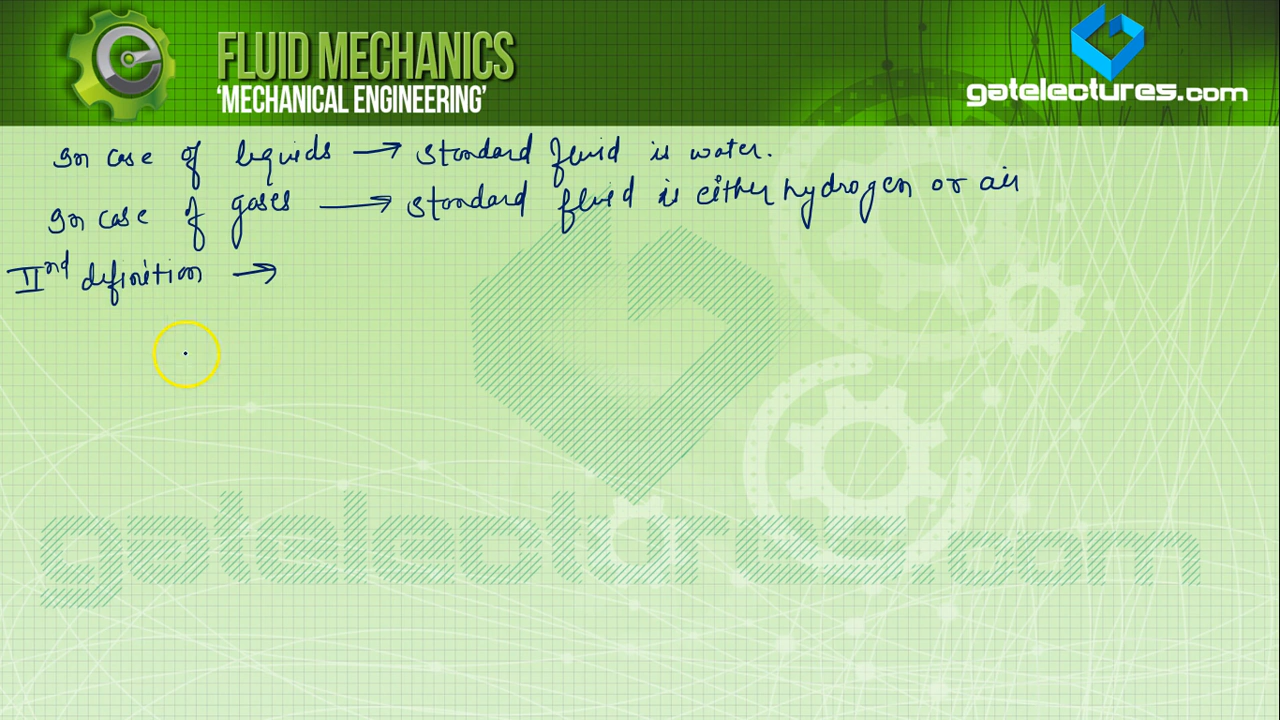 FLUID MECHANICS
'MECHANICAL ENGINEERING'
gatelectures.com
In case of liquids → standard fluid is water.
In case of gases → standard fluid is either hydrogen or air
IInd definition →
gatelectures.com